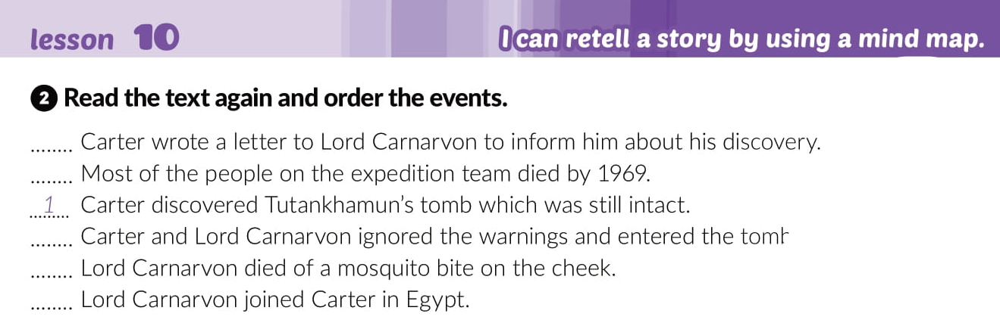 lesson 10
I can retell a story by using a mind map.
2 Read the text again and order the events.
........ Carter wrote a letter to Lord Carnarvon to inform him about his discovery.
........ Most of the people on the expedition team died by 1969.
...1... Carter discovered Tutankhamun's tomb which was still intact.
........ Carter and Lord Carnarvon ignored the warnings and entered the tomb
........ Lord Carnarvon died of a mosquito bite on the cheek.
........ Lord Carnarvon joined Carter in Egypt.